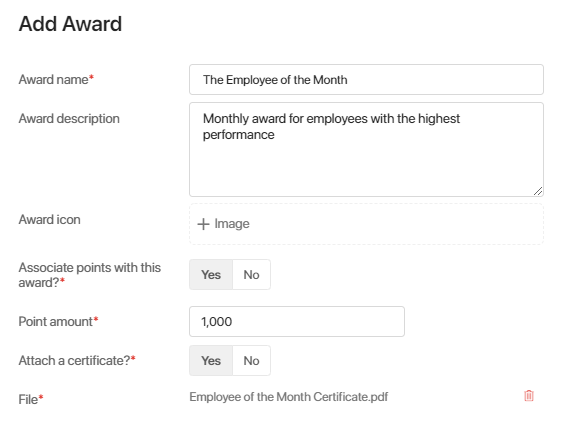 Add Award
Award name*
The Employee of the Month
Award description
Monthly award for employees with the highest
performance
Award icon
+ Image
Associate points with this
award?*
Yes No
Point amount*
1,000
Attach a certificate?*
Yes No
File*
Employee of the Month Certificate.pdf